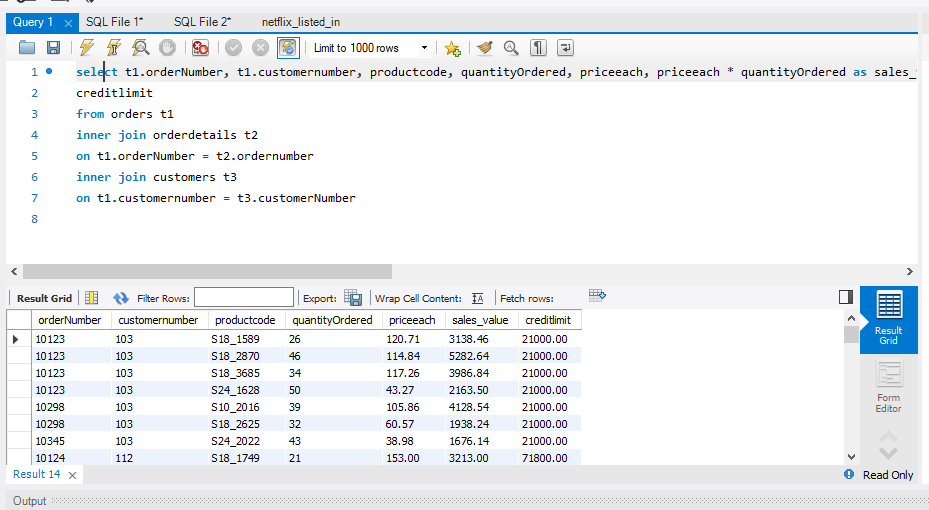 Query 1 SQL File 1* SQL File 2* netflix_listed_in
Limit to 1000 rows
1 select t1.orderNumber, t1.customernumber, productcode, quantityOrdered, priceeach, priceeach * quantityOrdered as sales_
2 creditlimit
3 from orders t1
4 inner join orderdetails t2
5 on t1.orderNumber = t2.ordernumber
6 inner join customers t3
7 on t1.customernumber = t3.customerNumber
8
Result Grid Filter Rows: Export: Wrap Cell Content: IA Fetch rows:
orderNumber customernumber productcode quantityOrdered priceeach sales_value creditlimit
10123 103 S18_1589 26 120.71 3138.46 21000.00
10123 103 S18_2870 46 114.84 5282.64 21000.00
10123 103 S18_3685 34 117.26 3986.84 21000.00
10123 103 S24_1628 50 43.27 2163.50 21000.00
10298 103 S10_2016 39 105.86 4128.54 21000.00
10298 103 S18_2625 32 60.57 1938.24 21000.00
10345 103 S24_2022 43 38.98 1676.14 21000.00
10124 112 S18_1749 21 153.00 3213.00 71800.00
Result
Grid
Form
Editor
Result 14 Read Only
Output